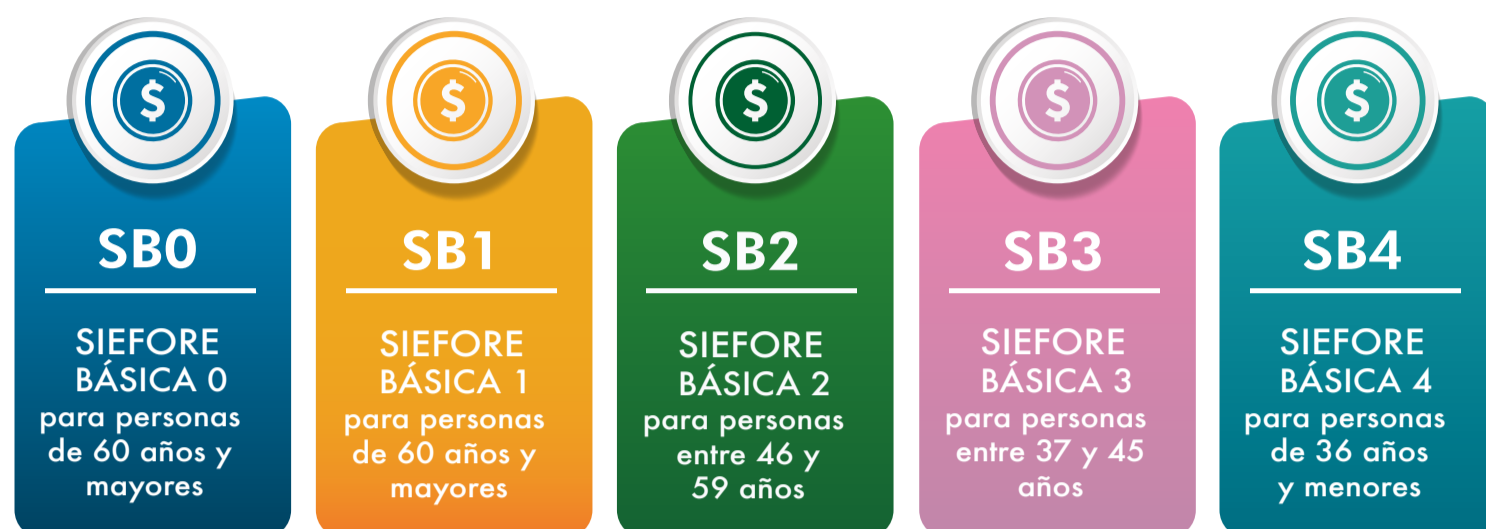 $
SB0
SIEFORE
BÁSICA 0
para personas
de 60 años y
mayores
$
SB1
SIEFORE
BÁSICA 1
para personas
de 60 años y
mayores
$
SB2
SIEFORE
BÁSICA 2
para personas
entre 46 y
59 años
$
SB3
SIEFORE
BÁSICA 3
para personas
entre 37 y 45
años
$
SB4
SIEFORE
BÁSICA 4
para personas
de 36 años
y menores